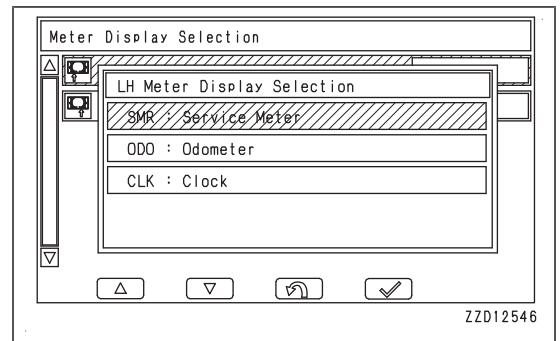 Meter Display Selection
LH Meter Display Selection
SMR : Service Meter
ODO : Odometer
CLK : Clock
ZZD12546